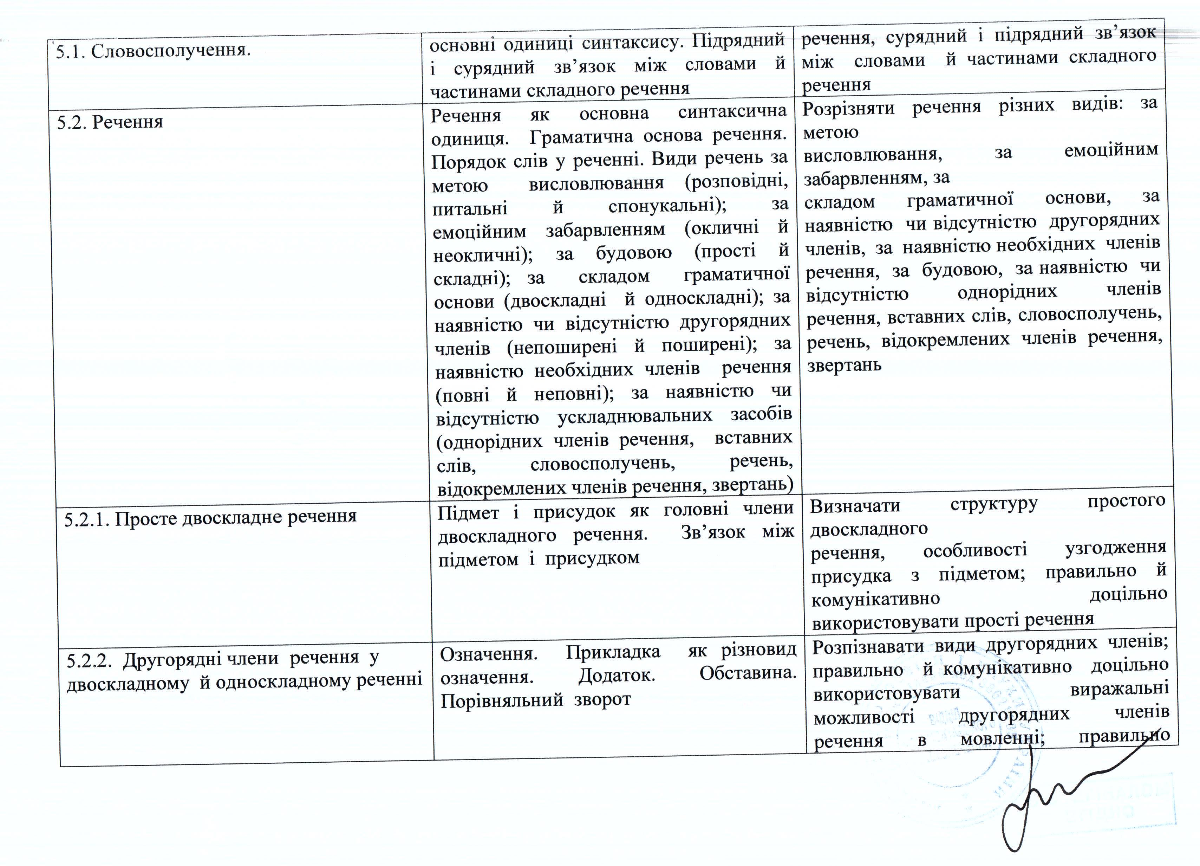 5.1. Словосполучення.
основні одиниці синтаксису. Підрядний
і сурядний зв’язок між словами й
частинами складного речення
речення, сурядний і підрядний зв’язок
між словами й частинами складного
речення
5.2. Речення
Речення як основна синтаксична
одиниця. Граматична основа речення.
Порядок слів у реченні. Види речень за
метою висловлювання (розповідні,
питальні й спонукальні); за
емоційним забарвленням (окличні й
неокличні); за будовою (прості й
складні); за складом граматичної
основи (двоскладні й односкладні); за
наявністю чи відсутністю другорядних
членів (непоширені й поширені); за
наявністю необхідних членів речення
(повні й неповні); за наявністю чи
відсутністю ускладнювальних засобів
(однорідних членів речення, вставних
слів, словосполучень, речень,
відокремлених членів речення, звертань)
Розрізняти речення різних видів: за
метою
висловлювання, за емоційним
забарвленням, за
складом граматичної основи, за
наявністю чи відсутністю другорядних
членів, за наявністю необхідних членів
речення, за будовою, за наявністю чи
відсутністю однорідних членів
речення, вставних слів, словосполучень,
речень, відокремлених членів речення,
звертань
5.2.1. Просте двоскладне речення
Підмет і присудок як головні члени
двоскладного речення. Зв’язок між
підметом і присудком
Визначати структуру простого
двоскладного
речення, особливості узгодження
присудка з підметом; правильно й
комунікативно доцільно
використовувати прості речення
5.2.2. Другорядні члени речення у
двоскладному й односкладному реченні
Означення. Прикладка як різновид
означення. Додаток. Обставина.
Порівняльний зворот
Розпізнавати види другорядних членів;
правильно й комунікативно доцільно
використовувати виражальні
можливості другорядних членів
речення в мовленні; правильно